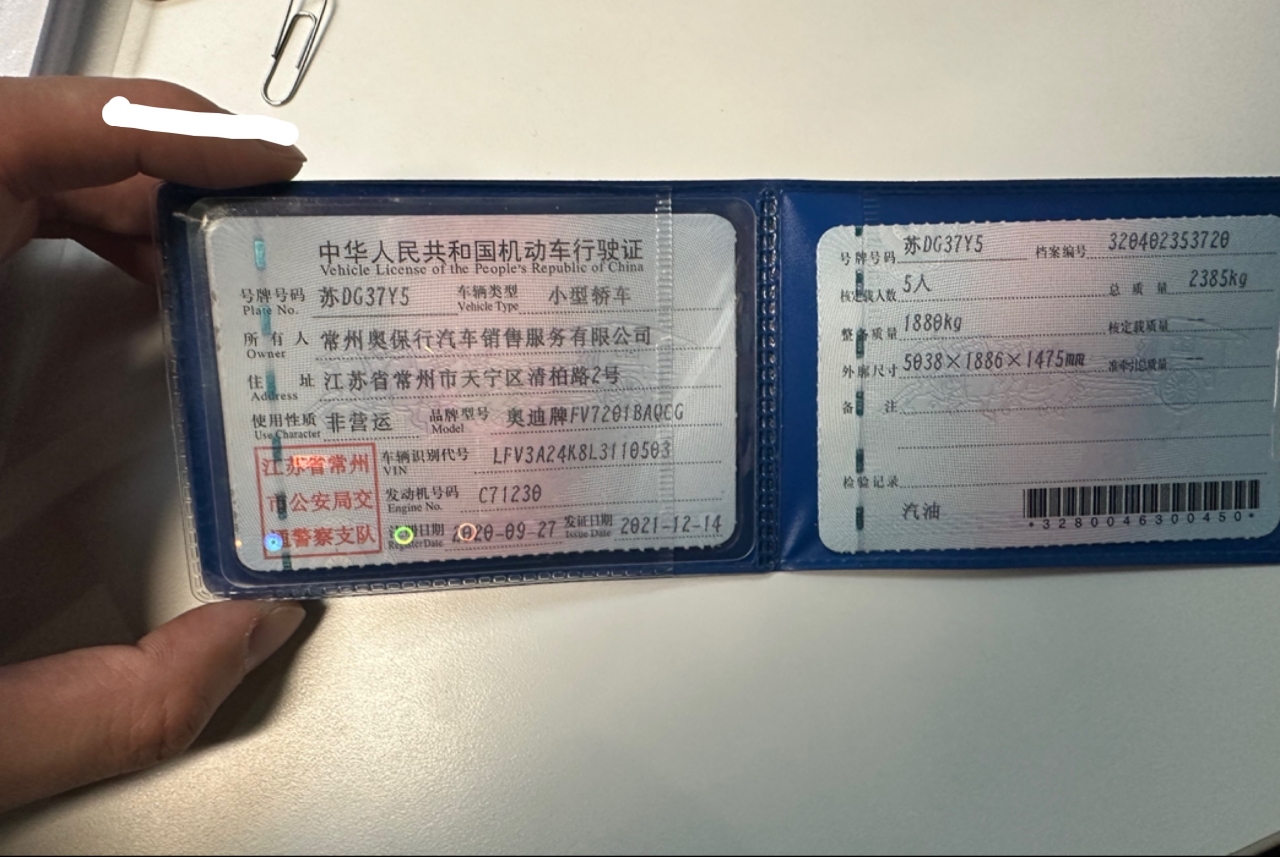 中华人民共和国机动车行驶证
Vehicle License of the People's Republic of China
号牌号码 苏DG37Y5 车辆类型 小型轿车
Plate No. Vehicle Type
所有人 常州奥保行汽车销售服务有限公司
Owner
住址 江苏省常州市天宁区清柏路2号
Address
使用性质 非营运 品牌型号 奥迪牌FV7201BAQCG
Use Character Model
江苏省常州
市公安局交
通警察支队
车辆识别代号 LFV3A24K8L3110503
VIN
发动机号码 C71230
Engine No.
注册日期 2020-09-27 发证日期 2021-12-14
Register Date Issue Date
号牌号码 苏DG37Y5 档案编号 320402353720
核定载人数 5人 总质量 2385kg
整备质量 1880kg 核定载质量 --
外廓尺寸 5038×1886×1475mm 准牵引总质量 --
备注
检验记录
汽油
*3280046300450*